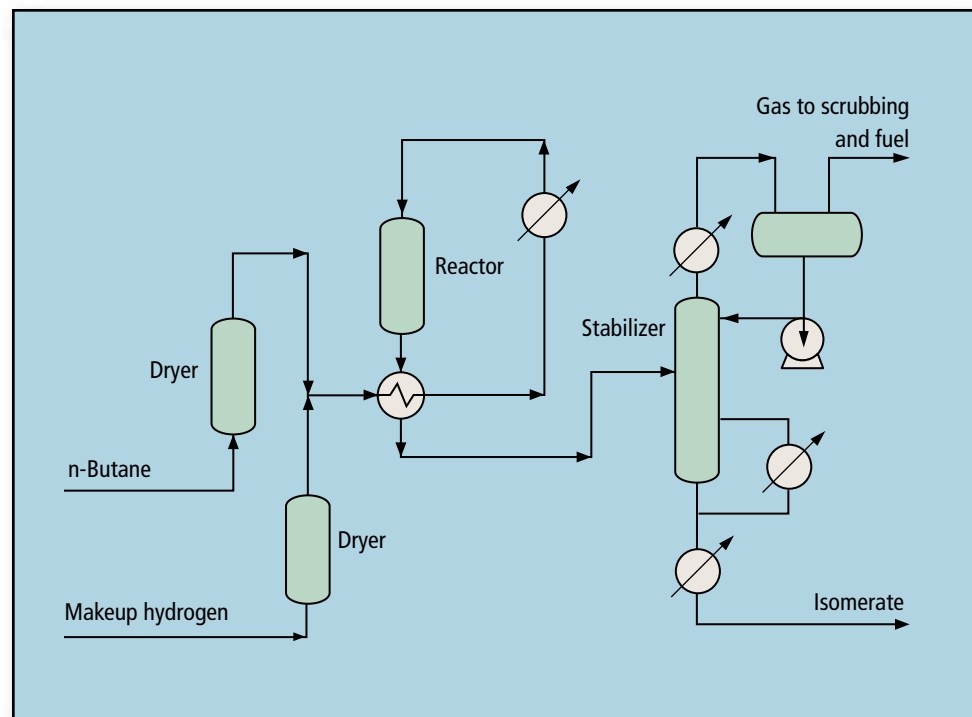 Gas to scrubbing
and fuel
Reactor
Stabilizer
Dryer
n-Butane
Dryer
Makeup hydrogen
Isomerate